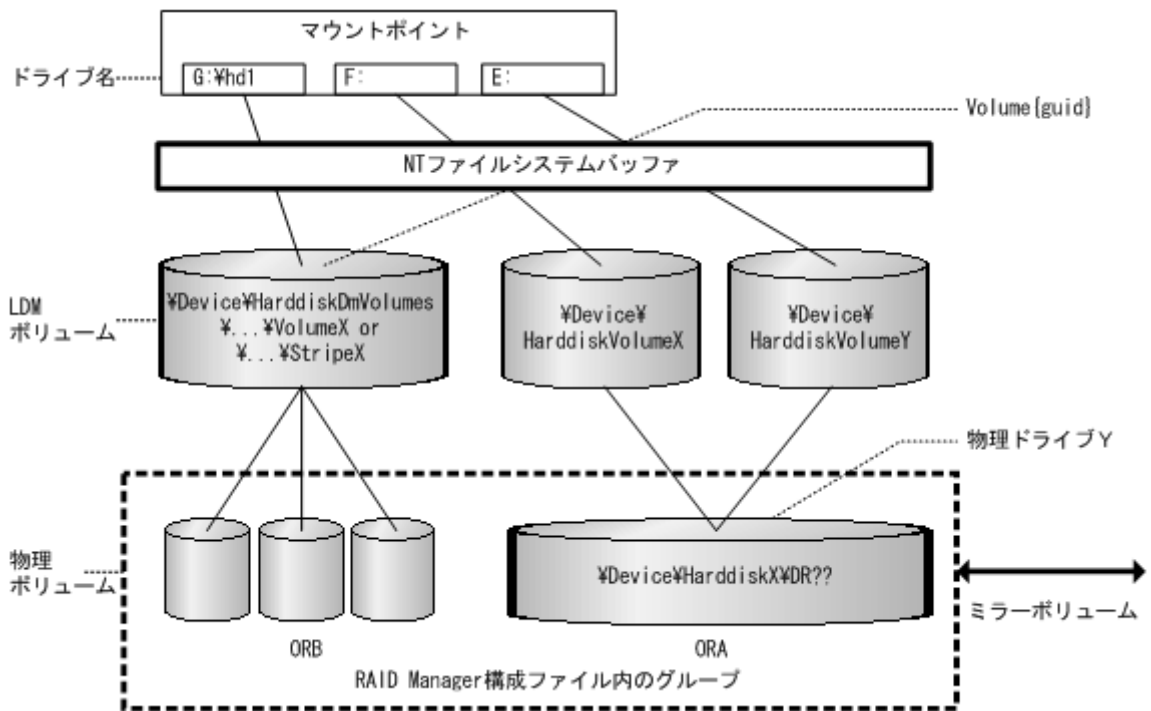 マウントポイント
ドライブ名
G:¥hd1
F:
E:
Volume{guid}
NTファイルシステムバッファ
LDM
ボリューム
¥Device¥HarddiskDmVolumes
¥...¥VolumeX or
¥...¥StripeX
¥Device¥
HarddiskVolumeX
¥Device¥
HarddiskVolumeY
物理ドライブY
物理
ボリューム
¥Device¥HarddiskX¥DR??
ミラーボリューム
ORB
ORA
RAID Manager構成ファイル内のグループ